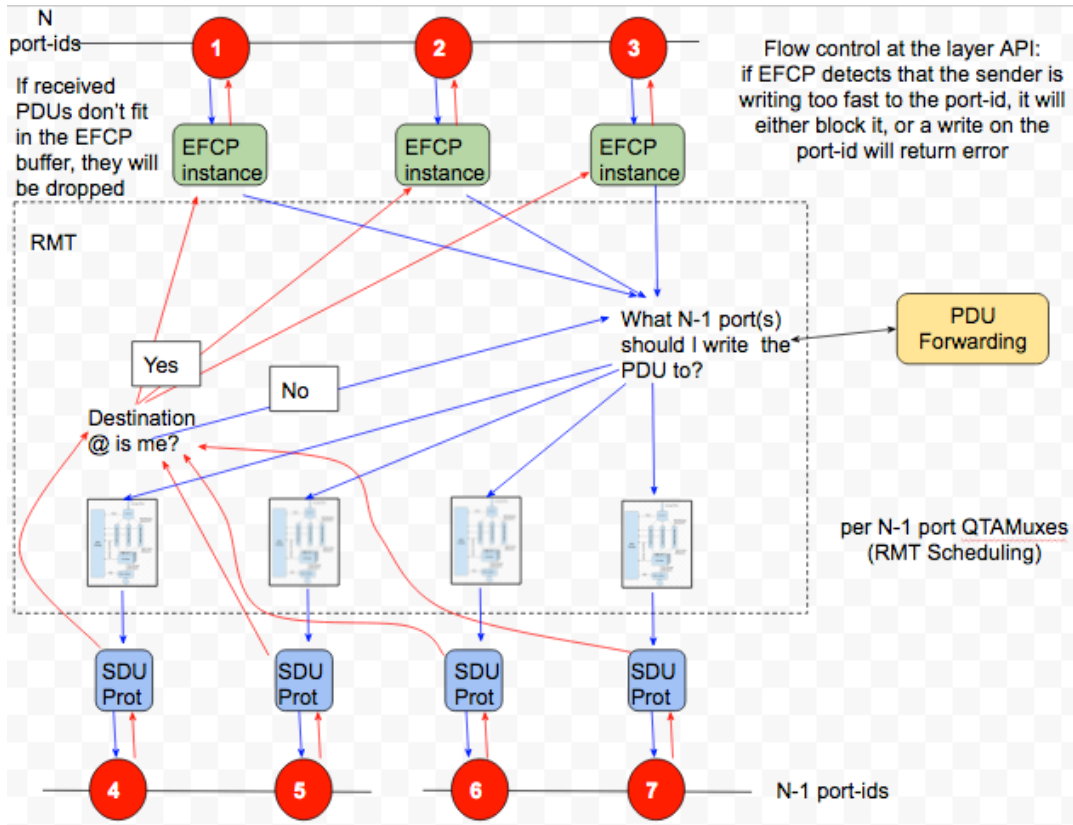 N
port-ids
1
2
3
If received
PDUs don't fit
in the EFCP
buffer, they will
be dropped
Flow control at the layer API:
if EFCP detects that the sender is
writing too fast to the port-id, it will
either block it, or a write on the
port-id will return error
EFCP
instance
EFCP
instance
EFCP
instance
RMT
What N-1 port(s)
should I write the
PDU to?
PDU
Forwarding
Yes
No
Destination
@ is me?
per N-1 port QTAMuxes
(RMT Scheduling)
SDU
Prot
SDU
Prot
SDU
Prot
SDU
Prot
4
5
6
7
N-1 port-ids